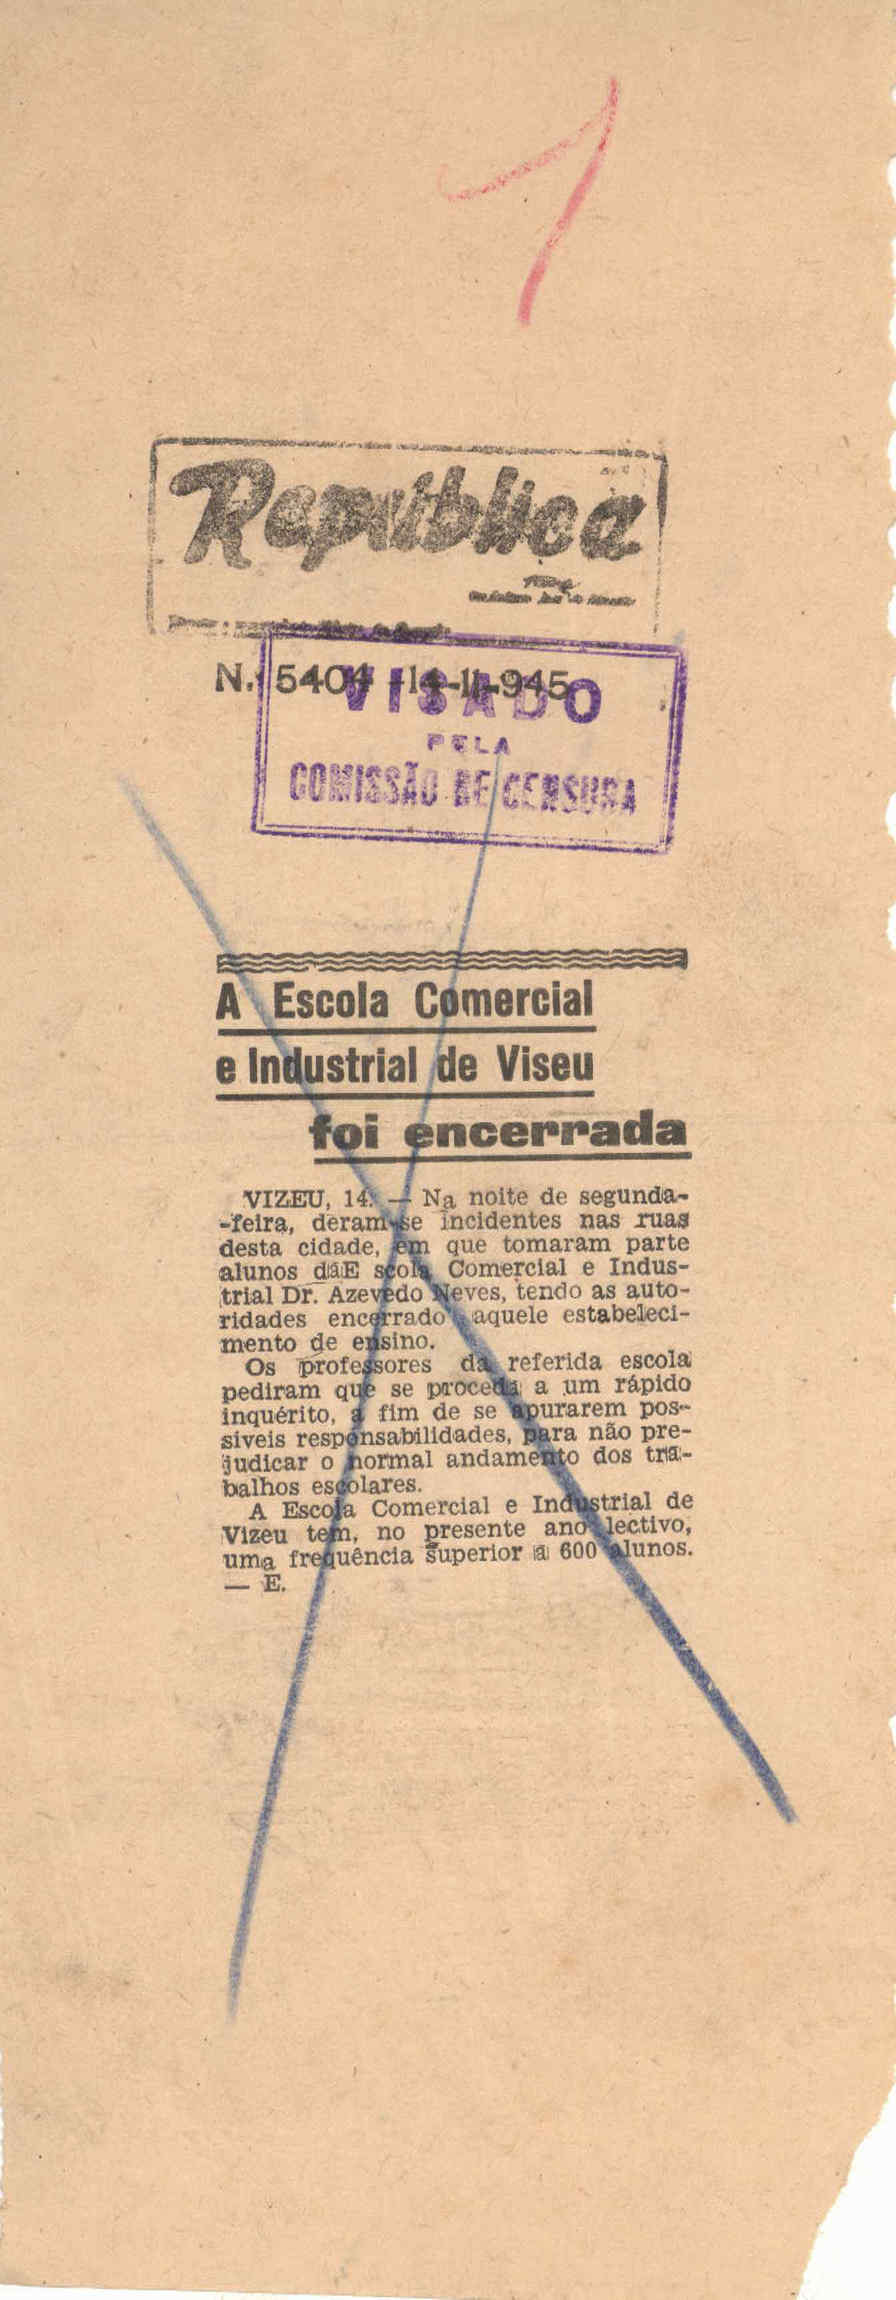 1
República
N.º 5404 - 14-11-945
VISADO
PELA
COMISSÃO DE CENSURA
A Escola Comercial
e Industrial de Viseu
foi encerrada
VIZEU, 14. — Na noite de segunda-
-feira, deram-se incidentes nas ruas
desta cidade, em que tomaram parte
alunos daE scola Comercial e Indus-
trial Dr. Azevedo Neves, tendo as auto-
ridades encerrado aquele estabeleci-
mento de ensino.
Os professores da referida escola
pediram que se proceda a um rápido
inquérito, a fim de se apurarem pos-
siveis responsabilidades, para não pre-
judicar o normal andamento dos tra-
balhos escolares.
A Escola Comercial e Industrial de
Vizeu tem, no presente ano lectivo,
uma frequência superior a 600 alunos.
— E.